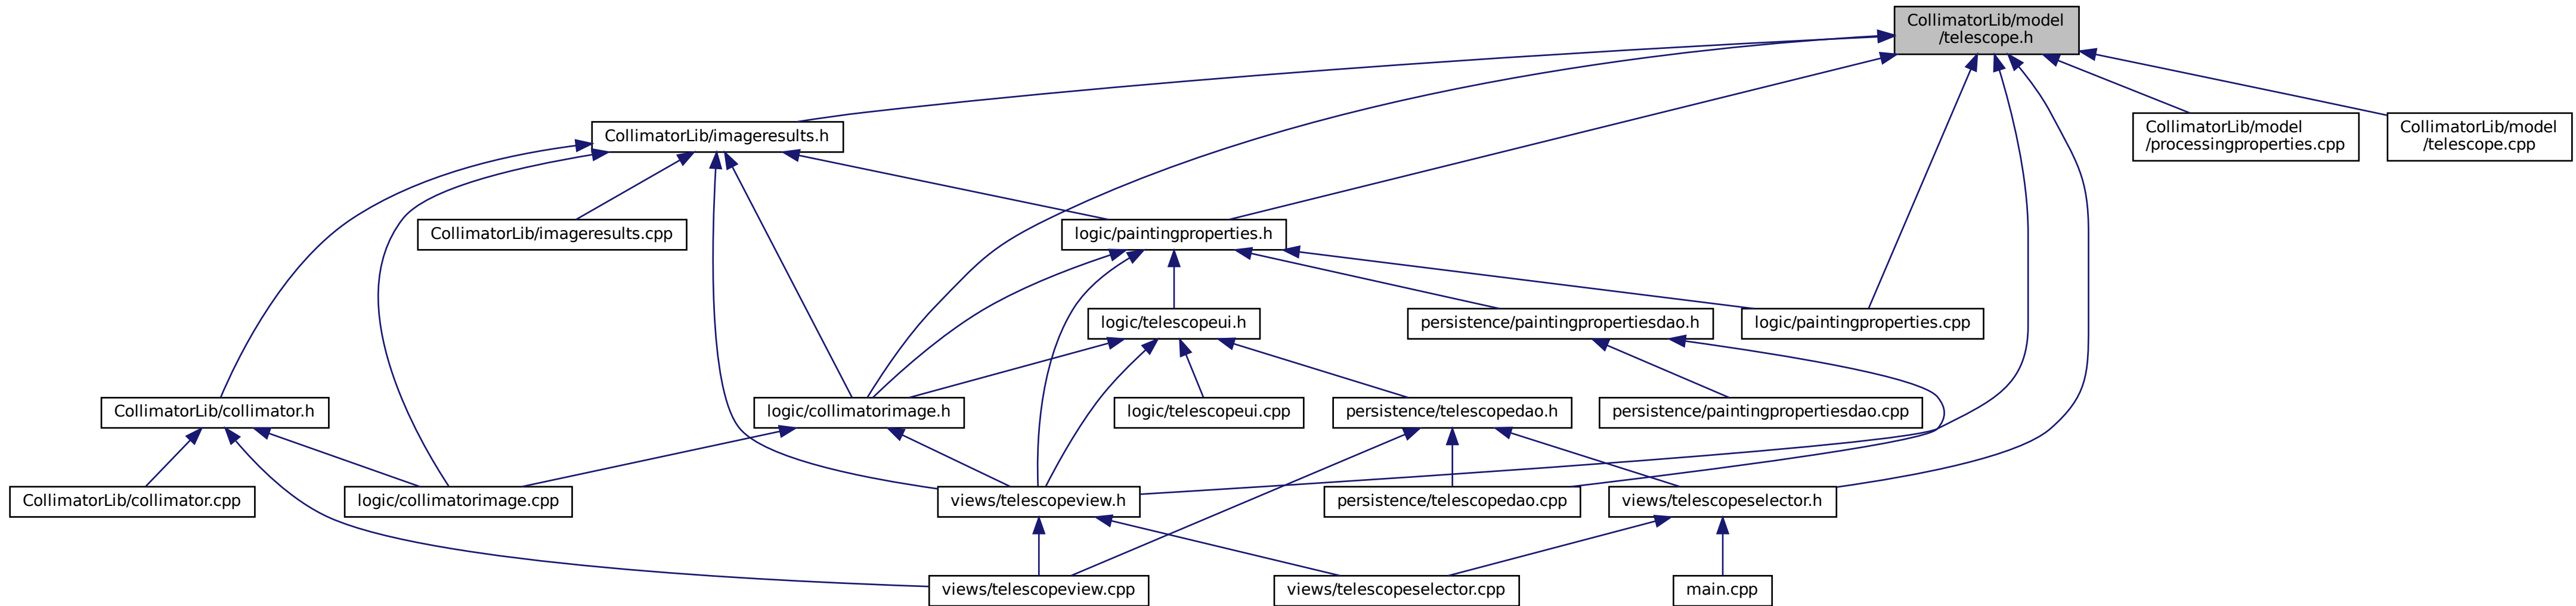 CollimatorLib/model
/telescope.h
CollimatorLib/imageresults.h
CollimatorLib/model
/processingproperties.cpp
CollimatorLib/model
/telescope.cpp
CollimatorLib/imageresults.cpp
logic/paintingproperties.h
logic/telescopeui.h
persistence/paintingpropertiesdao.h
logic/paintingproperties.cpp
CollimatorLib/collimator.h
logic/collimatorimage.h
logic/telescopeui.cpp
persistence/telescopedao.h
persistence/paintingpropertiesdao.cpp
CollimatorLib/collimator.cpp
logic/collimatorimage.cpp
views/telescopeview.h
persistence/telescopedao.cpp
views/telescopeselector.h
views/telescopeview.cpp
views/telescopeselector.cpp
main.cpp